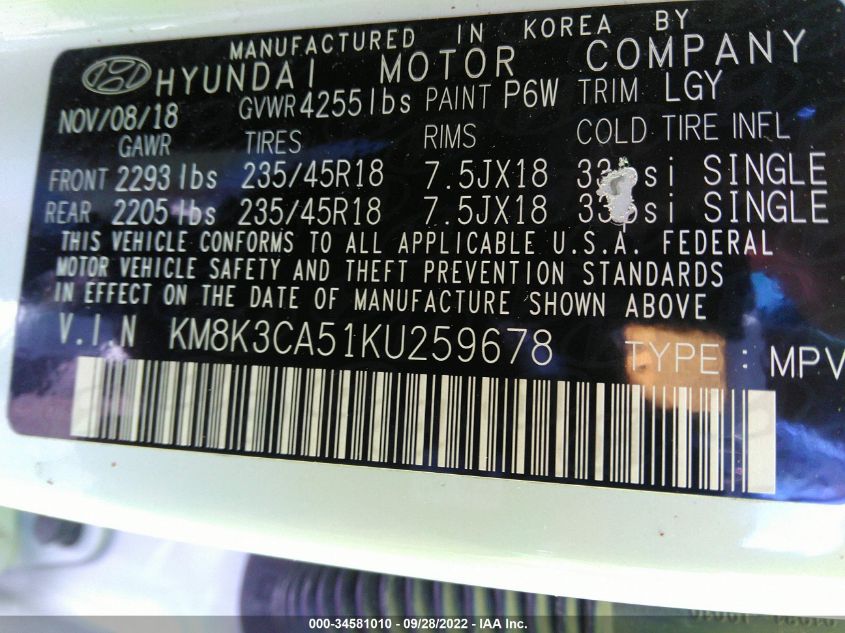 MANUFACTURED IN KOREA BY
HYUNDAI MOTOR COMPANY
NOV/08/18 GVWR 4255 lbs PAINT P6W TRIM LGY
GAWR TIRES RIMS COLD TIRE INFL
FRONT 2293 lbs 235/45R18 7.5JX18 SINGLE
REAR 2205 lbs 235/45R18 7.5JX18 SINGLE
THIS VEHICLE CONFORMS TO ALL APPLICABLE U.S.A. FEDERAL
MOTOR VEHICLE SAFETY AND THEFT PREVENTION STANDARDS
IN EFFECT ON THE DATE OF MANUFACTURE SHOWN ABOVE
V.IN KM8K3CA51KU259678 TYPE : MPV
000-34581010 | 09/28/2022 - IAA Inc.